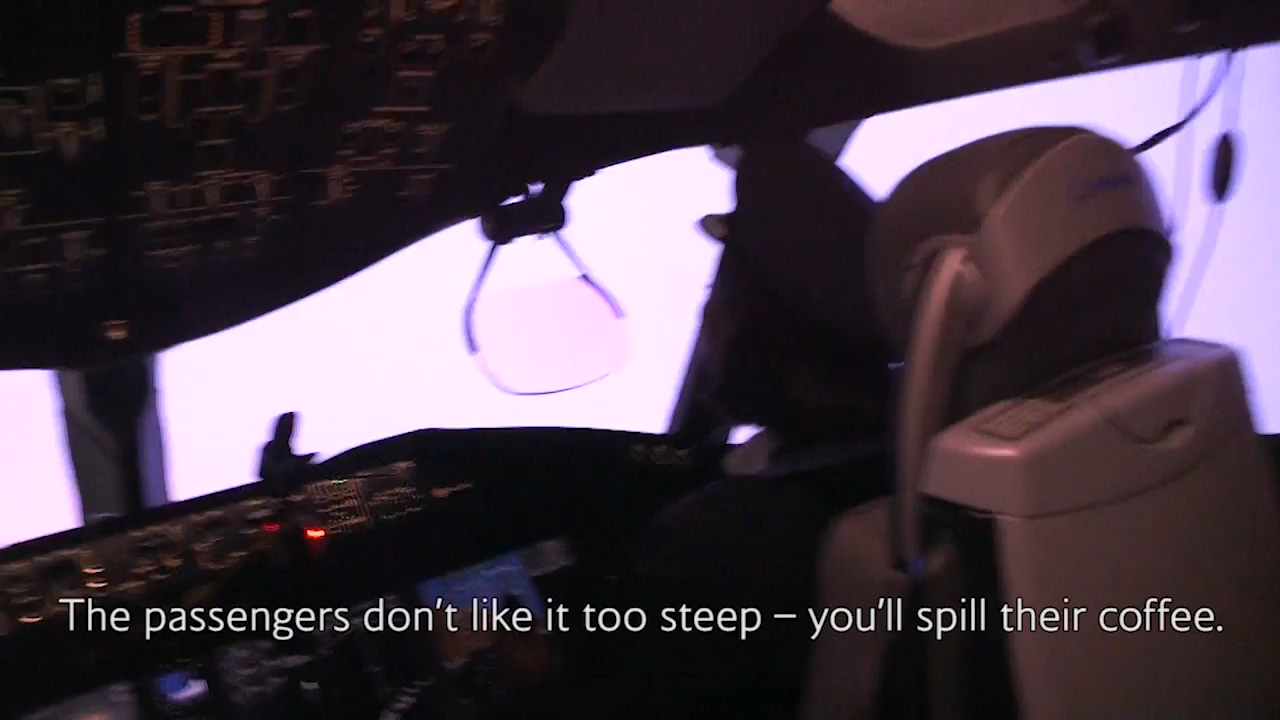 The passengers don't like it too steep – you'll spill their coffee.